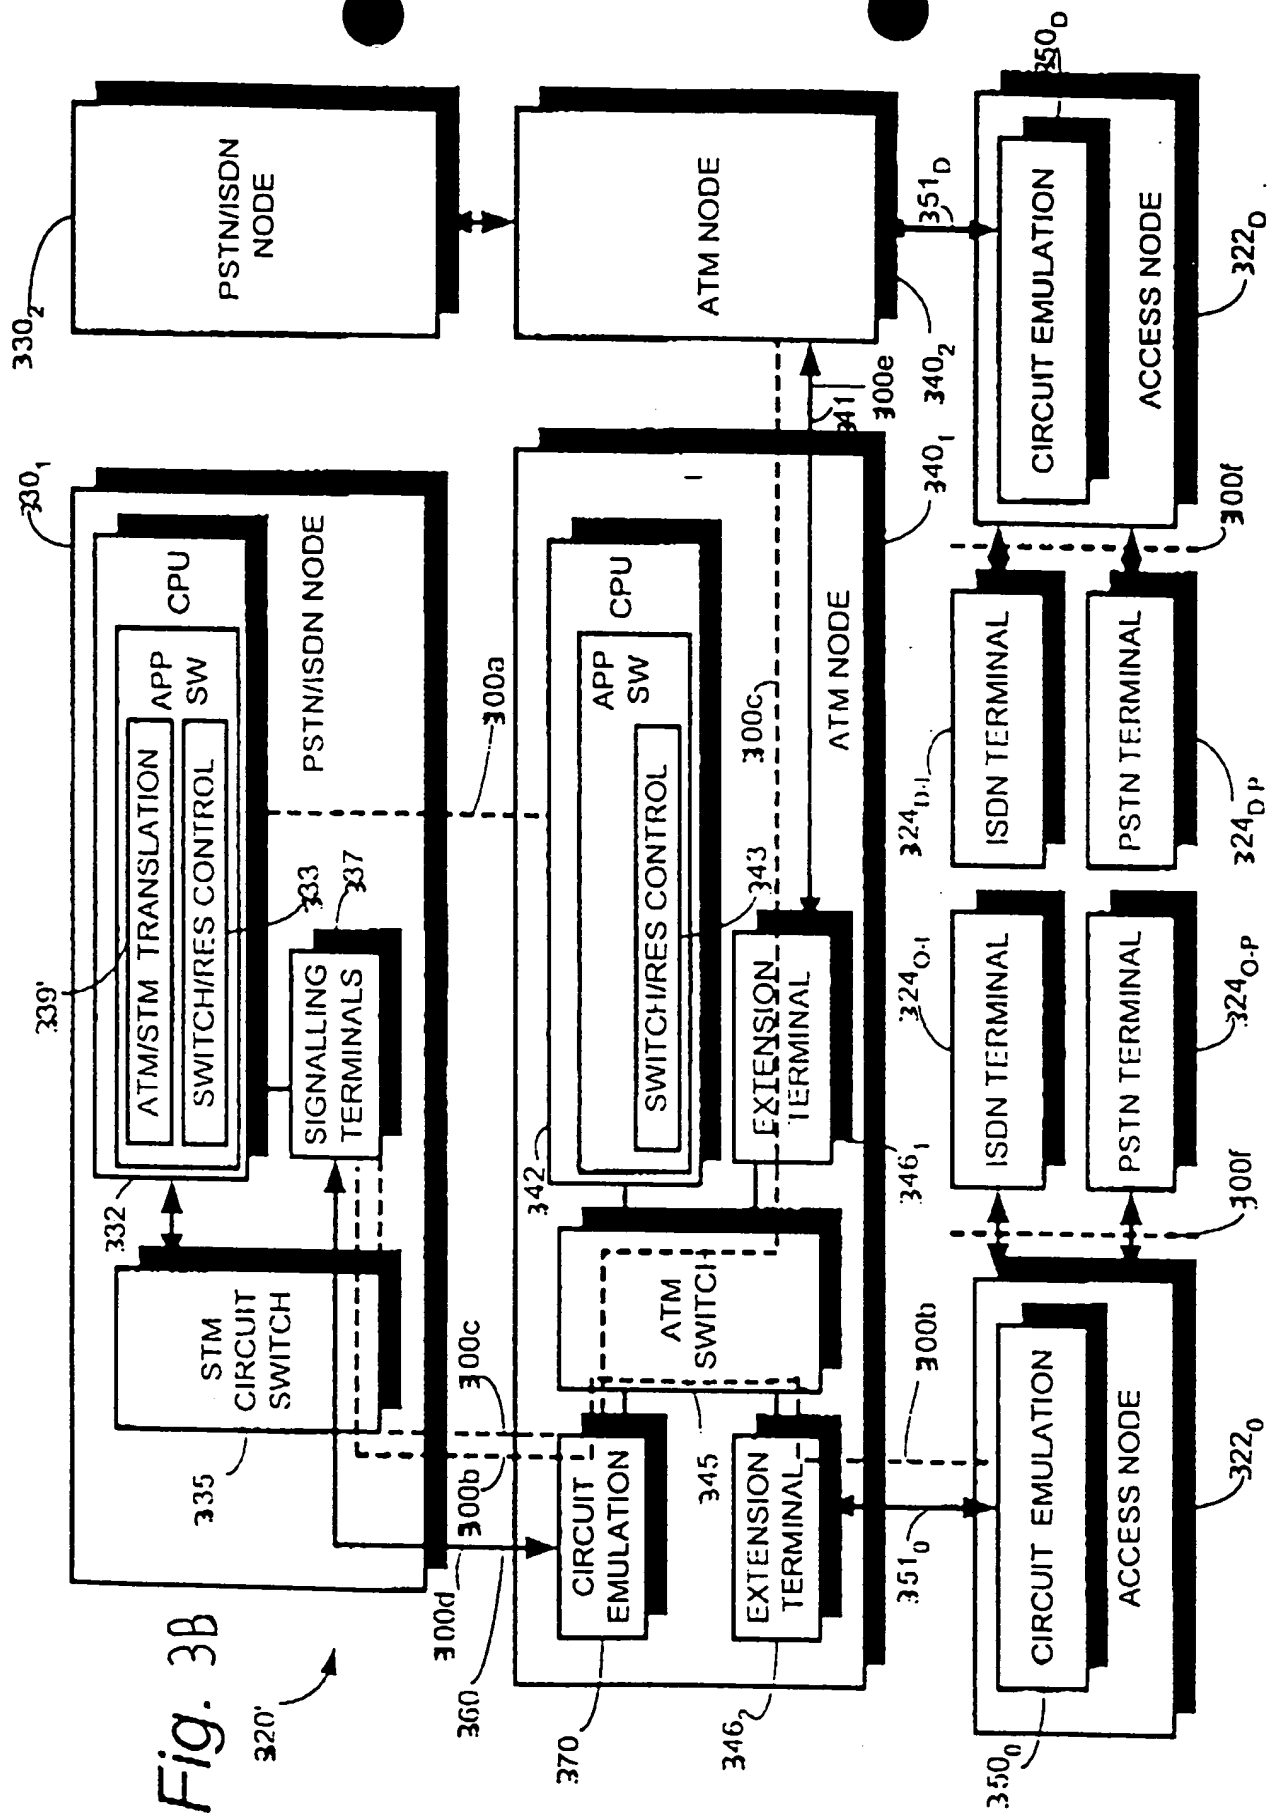 Fig. 3B
320'
330₁
330₂
339'
332
ATM/STM TRANSLATION
SWITCH/RES CONTROL
APP
SW
CPU
333
337
SIGNALLING
TERMINALS
PSTN/ISDN NODE
STM
CIRCUIT
SWITCH
335
PSTN/ISDN
NODE
300a
300c
300b
300d
360
342
SWITCH/RES CONTROL
APP
SW
CPU
343
300c
ATM
SWITCH
345
CIRCUIT
EMULATION
370
EXTENSION
TERMINAL
346₂
EXTENSION
TERMINAL
346₁
ATM NODE
340₁
341
300e
ATM NODE
340₂
351_D
351₀
300b
CIRCUIT EMULATION
ACCESS NODE
350₀
322₀
300f
ISDN TERMINAL
324_O-I
PSTN TERMINAL
324_O-P
ISDN TERMINAL
324_D-I
PSTN TERMINAL
324_D-P
300f
CIRCUIT EMULATION
ACCESS NODE
350_D
322_D